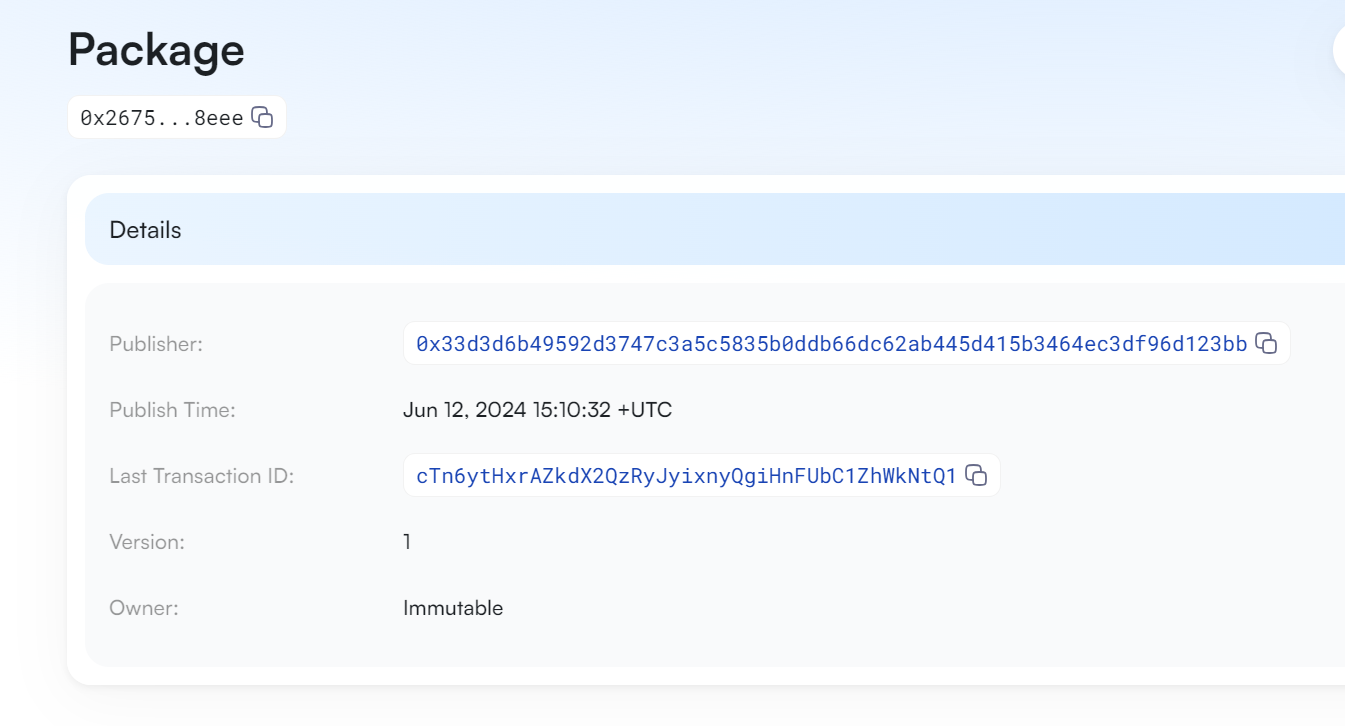 Package
0x2675...8eee
Details
Publisher: 0x33d3d6b49592d3747c3a5c5835b0ddb66dc62ab445d415b3464ec3df96d123bb
Publish Time: Jun 12, 2024 15:10:32 +UTC
Last Transaction ID: cTn6ytHxrAZkdX2QzRyJyixnyQgiHnFUbC1ZhWkNtQ1
Version: 1
Owner: Immutable